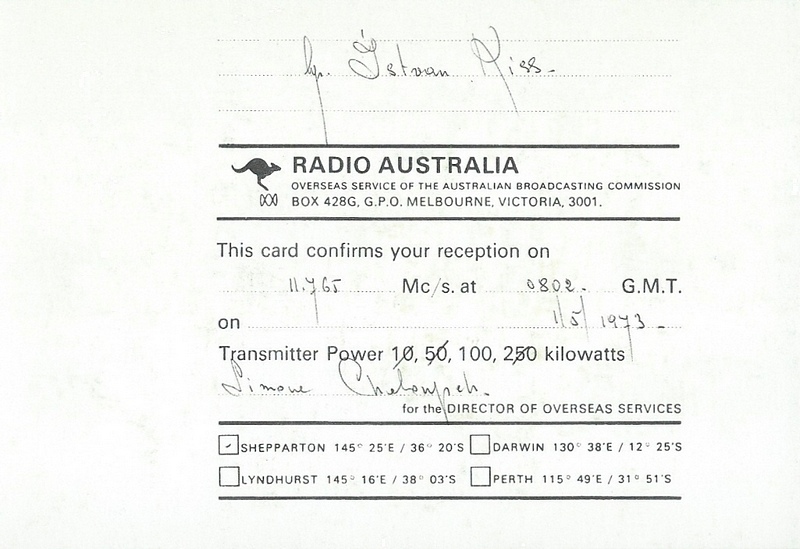 Istvan Kiss.
RADIO AUSTRALIA
OVERSEAS SERVICE OF THE AUSTRALIAN BROADCASTING COMMISSION
BOX 428G, G.P.O. MELBOURNE, VICTORIA, 3001.
This card confirms your reception on
11.765 Mc/s. at 0802. G.M.T.
on 1/5/1973
Transmitter Power 10, 50, 100, 250 kilowatts
Simone
for the DIRECTOR OF OVERSEAS SERVICES
SHEPPARTON 145° 25'E / 36° 20'S DARWIN 130° 38'E / 12° 25'S
LYNDHURST 145° 16'E / 38° 03'S PERTH 115° 49'E / 31° 51'S